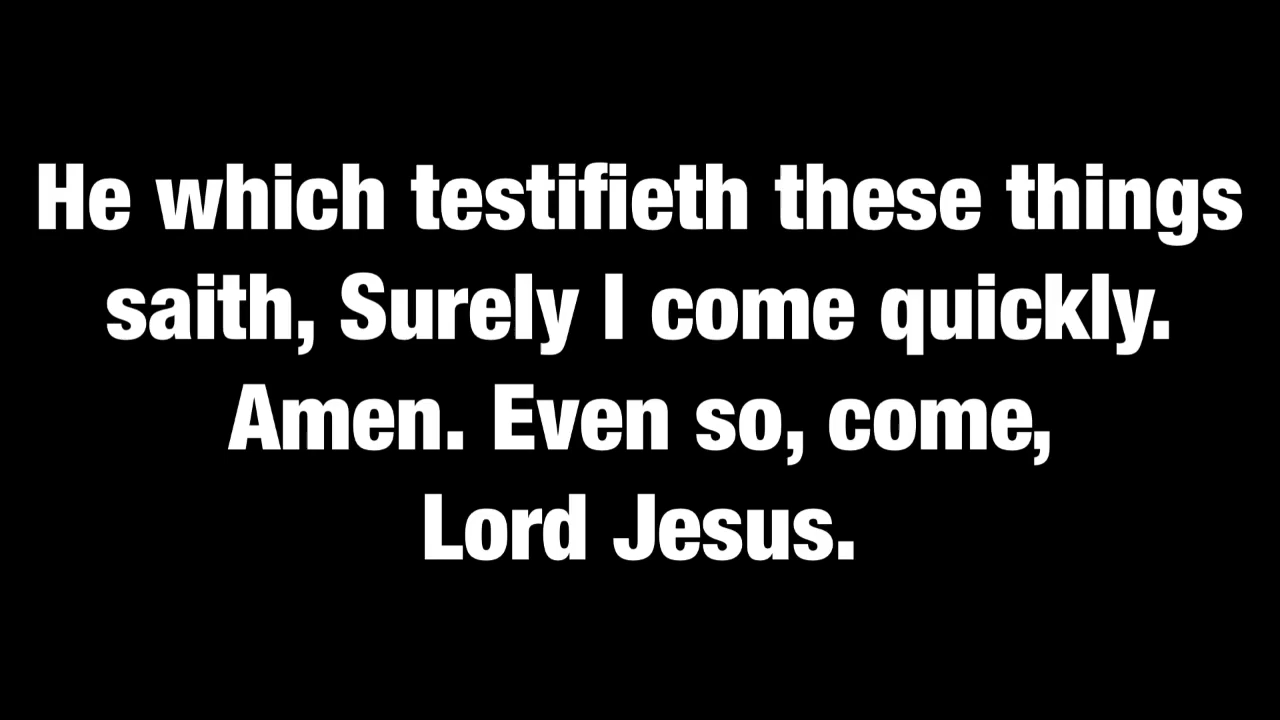 He which testifieth these things
saith, Surely I come quickly.
Amen. Even so, come,
Lord Jesus.